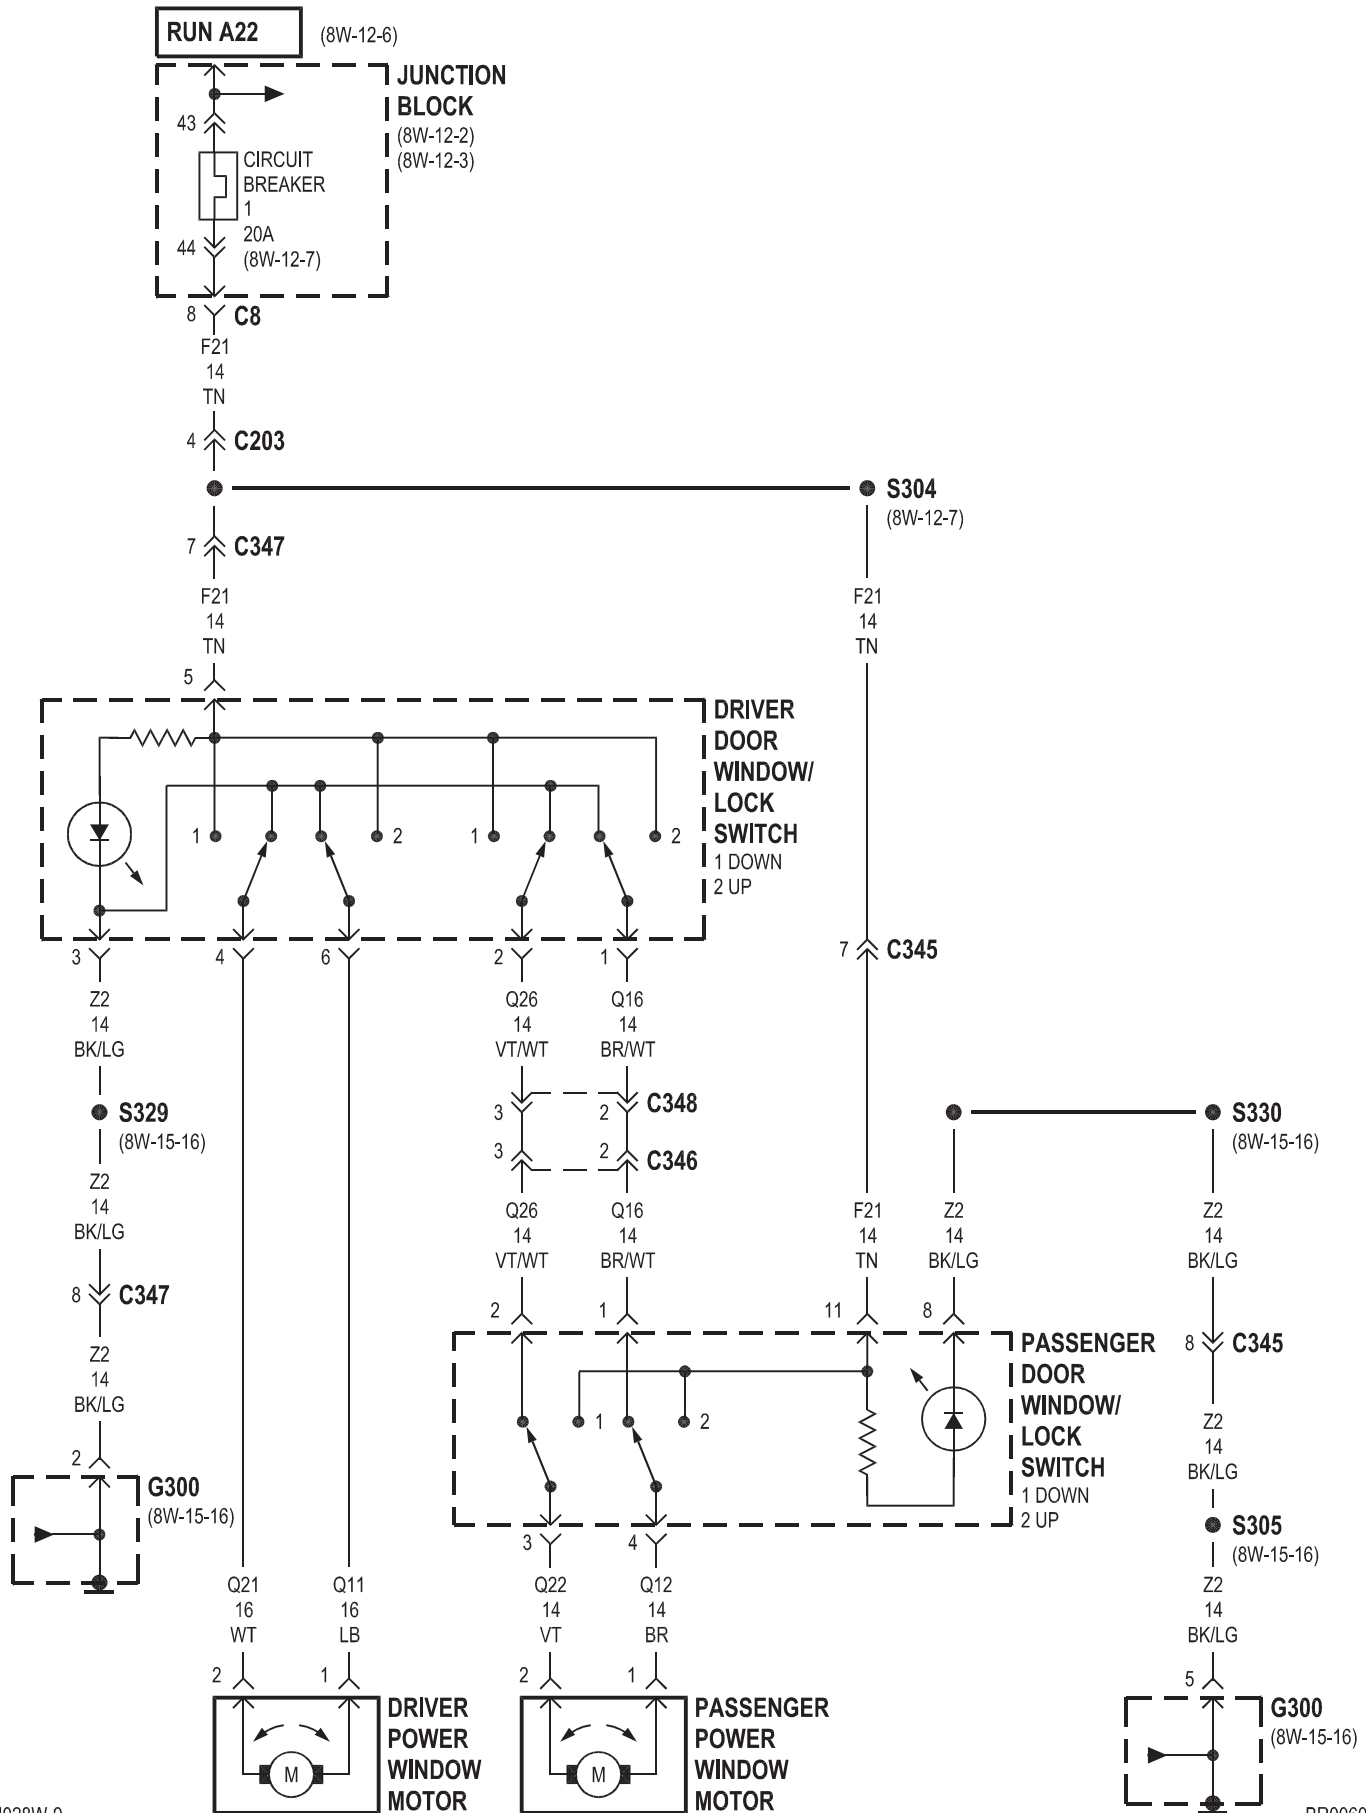 RUN A22 (8W-12-6)
JUNCTION
BLOCK
(8W-12-2)
(8W-12-3)
43
CIRCUIT
BREAKER
1
20A
(8W-12-7)
44
8 C8
F21
14
TN
4 C203
S304
(8W-12-7)
7 C347
F21
14
TN
F21
14
TN
5
DRIVER
DOOR
WINDOW/
LOCK
SWITCH
1 DOWN
2 UP
1 2 1 2
3 4 6 2 1
7 C345
Z2
14
BK/LG
Q26
14
VT/WT
Q16
14
BR/WT
S329
(8W-15-16)
3 2 C348
3 2 C346
S330
(8W-15-16)
Z2
14
BK/LG
Q26
14
VT/WT
Q16
14
BR/WT
F21
14
TN
Z2
14
BK/LG
Z2
14
BK/LG
8 C347
2 1 11 8
PASSENGER
DOOR
WINDOW/
LOCK
SWITCH
1 DOWN
2 UP
1 2
8 C345
Z2
14
BK/LG
Z2
14
BK/LG
2
G300
(8W-15-16)
3 4
S305
(8W-15-16)
Q21
16
WT
Q11
16
LB
Q22
14
VT
Q12
14
BR
Z2
14
BK/LG
2 1 2 1 5
DRIVER
POWER
WINDOW
MOTOR
M
PASSENGER
POWER
WINDOW
MOTOR
M
G300
(8W-15-16)